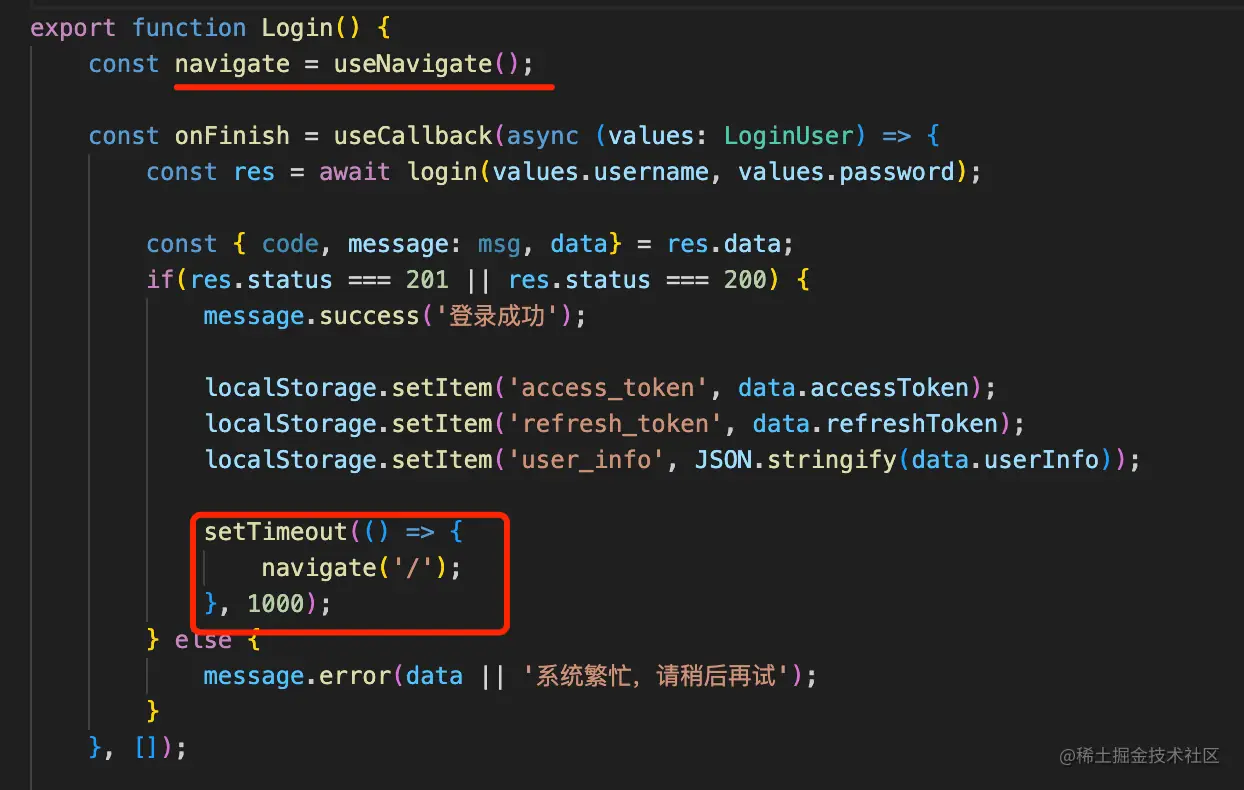 export function Login() {
const navigate = useNavigate();
const onFinish = useCallback(async (values: LoginUser) => {
const res = await login(values.username, values.password);
const { code, message: msg, data} = res.data;
if(res.status === 201 || res.status === 200) {
message.success('登录成功');
localStorage.setItem('access_token', data.accessToken);
localStorage.setItem('refresh_token', data.refreshToken);
localStorage.setItem('user_info', JSON.stringify(data.userInfo));
setTimeout(() => {
navigate('/');
}, 1000);
} else {
message.error(data || '系统繁忙，请稍后再试');
}
}, []);
@稀土掘金技术社区